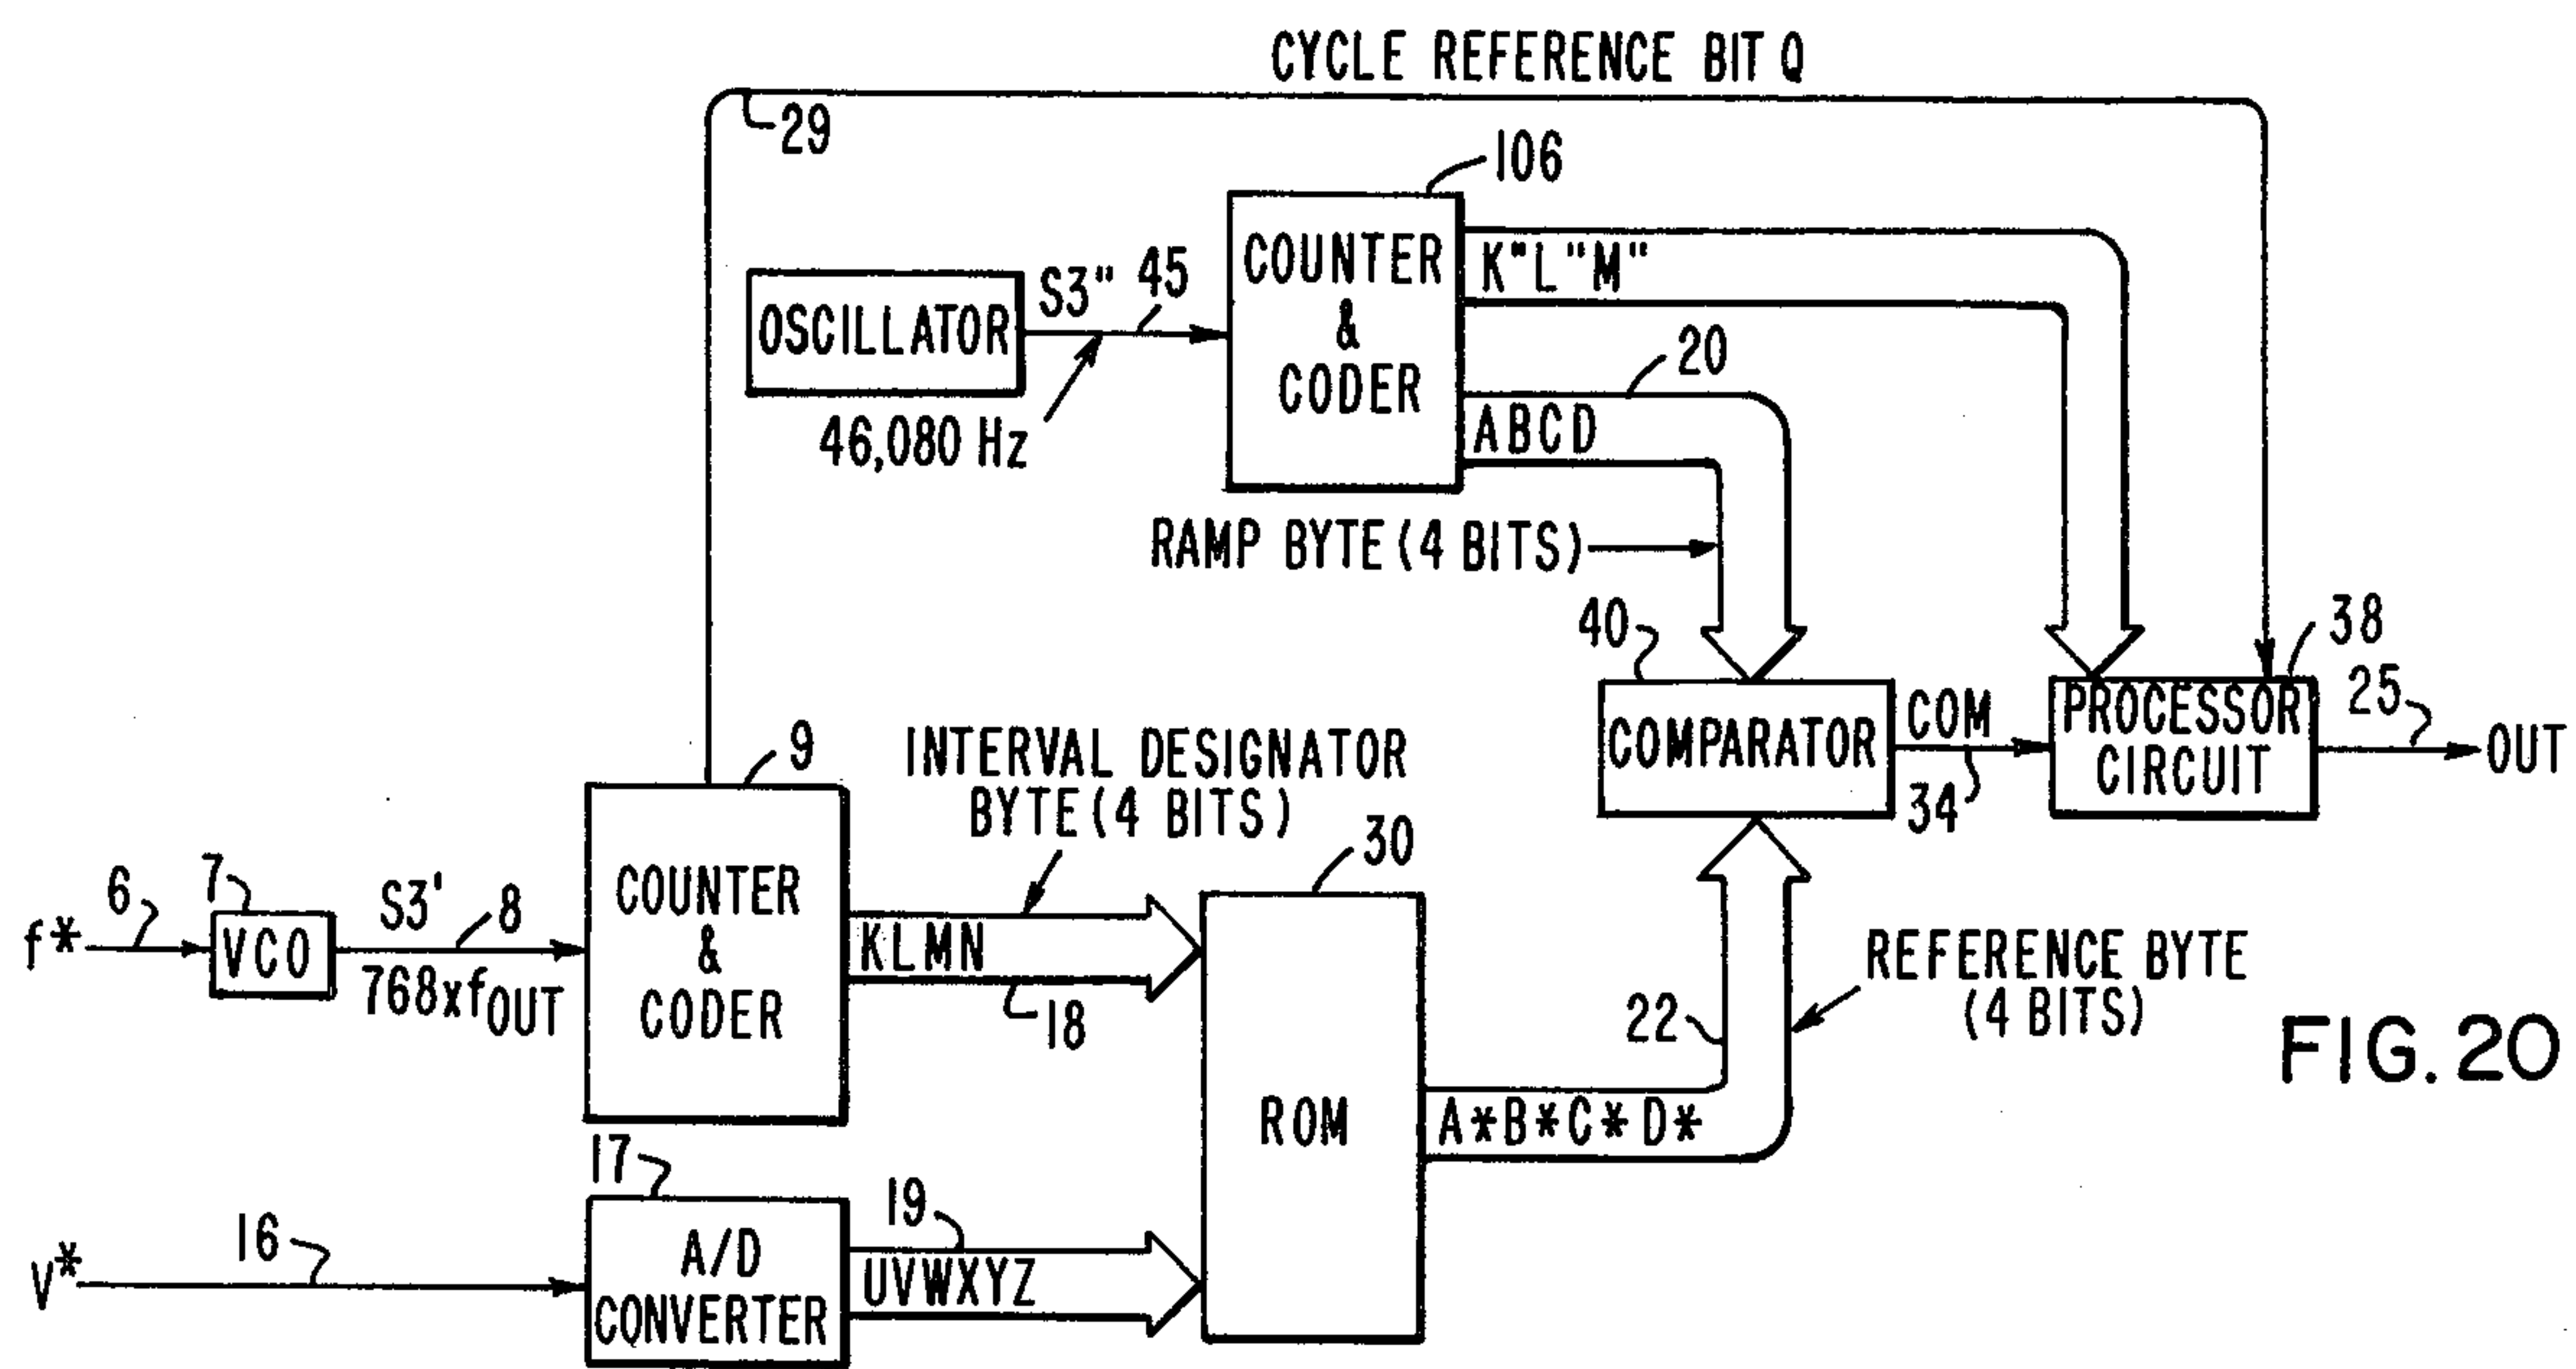 CYCLE REFERENCE BIT Q
29
106
COUNTER
&
CODER
K"L"M"
OSCILLATOR
S3"
45
46,080 Hz
20
ABCD
RAMP BYTE (4 BITS)
40
COMPARATOR
COM
34
38
PROCESSOR
CIRCUIT
25
OUT
9
INTERVAL DESIGNATOR
BYTE (4 BITS)
30
f*
6
7
VCO
S3'
8
768xfOUT
COUNTER
&
CODER
KLMN
18
ROM
22
REFERENCE BYTE
(4 BITS)
A*B*C*D*
FIG. 20
V*
16
17
A/D
CONVERTER
19
UVWXYZ